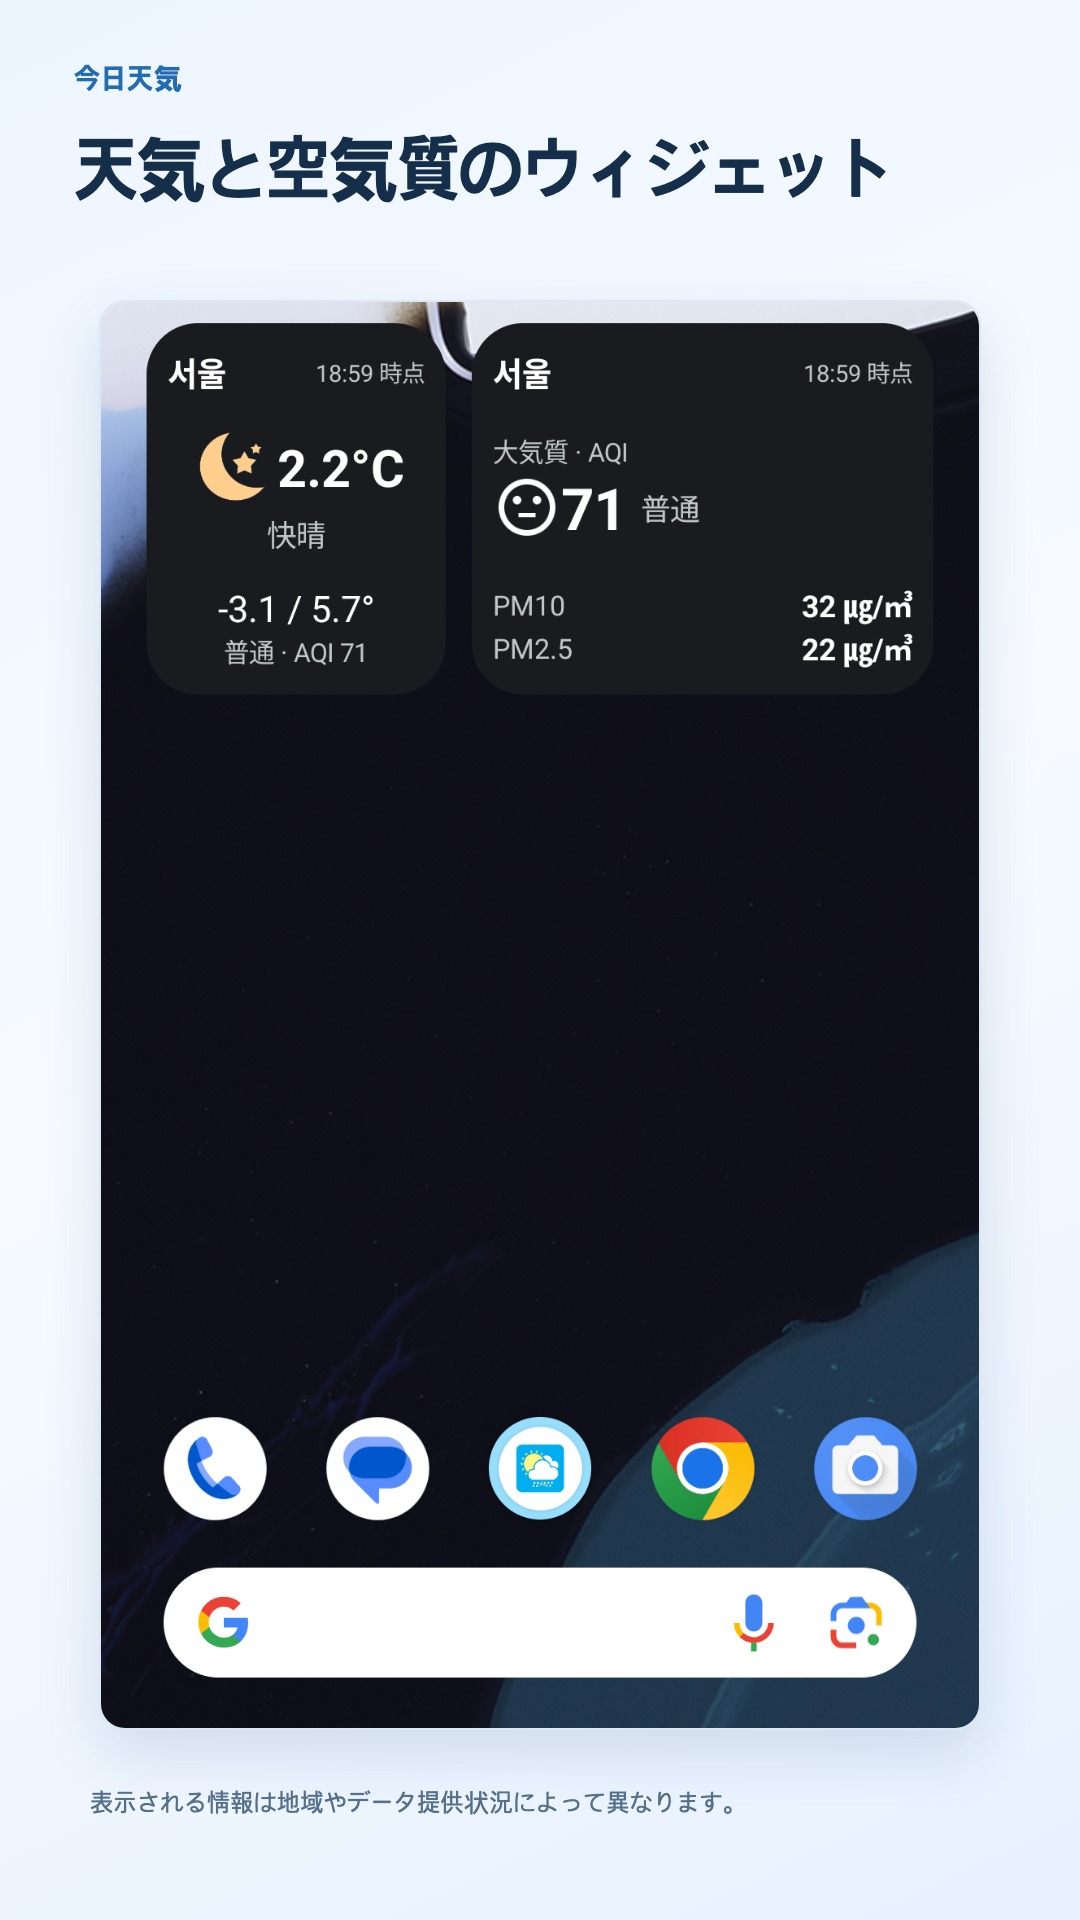 今日天気
天気と空気質のウィジェット
서울 18:59 時点
2.2°C
快晴
-3.1 / 5.7°
普通 · AQI 71
서울 18:59 時点
大気質 · AQI
71 普通
PM10 32 μg/㎥
PM2.5 22 μg/㎥
表示される情報は地域やデータ提供状況によって異なります。